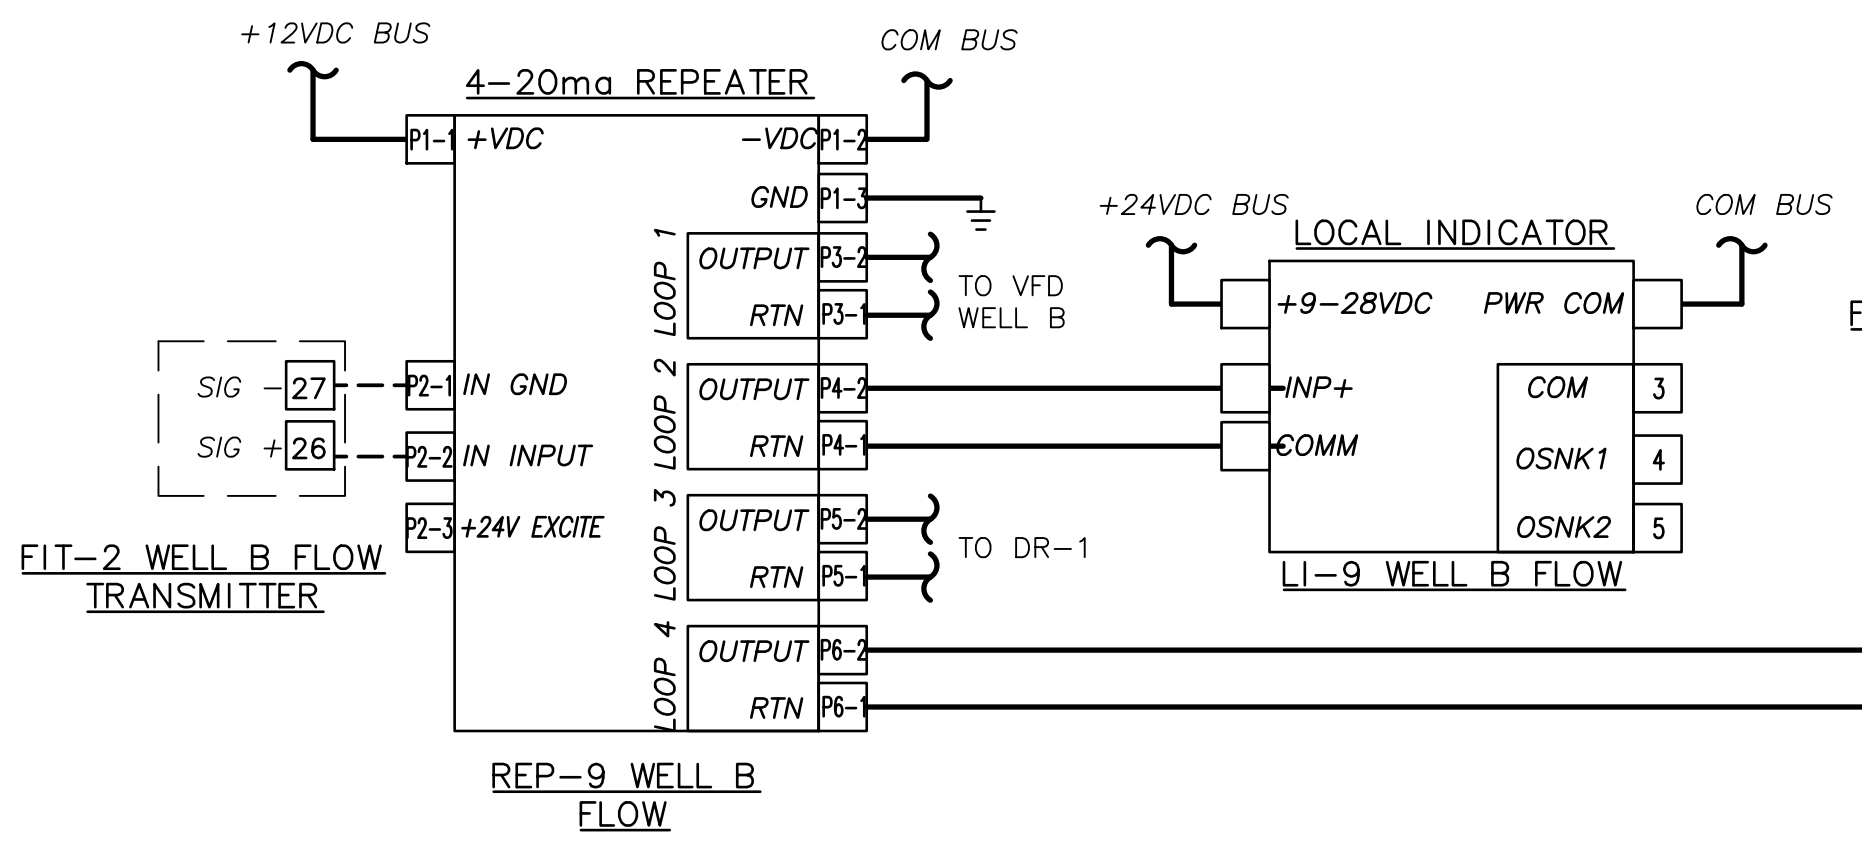 +12VDC BUS
COM BUS
4-20ma REPEATER
P1-1
+VDC
-VDC
P1-2
GND
P1-3
+24VDC BUS
LOCAL INDICATOR
COM BUS
LOOP 1
OUTPUT
P3-2
RTN
P3-1
TO VFD
WELL B
+9-28VDC
PWR COM
SIG -
27
P2-1
IN GND
SIG +
26
P2-2
IN INPUT
P2-3
+24V EXCITE
FIT-2 WELL B FLOW
TRANSMITTER
LOOP 2
OUTPUT
P4-2
RTN
P4-1
INP+
COMM
COM
3
OSNK1
4
OSNK2
5
LI-9 WELL B FLOW
LOOP 3
OUTPUT
P5-2
RTN
P5-1
TO DR-1
LOOP 4
OUTPUT
P6-2
RTN
P6-1
REP-9 WELL B
FLOW